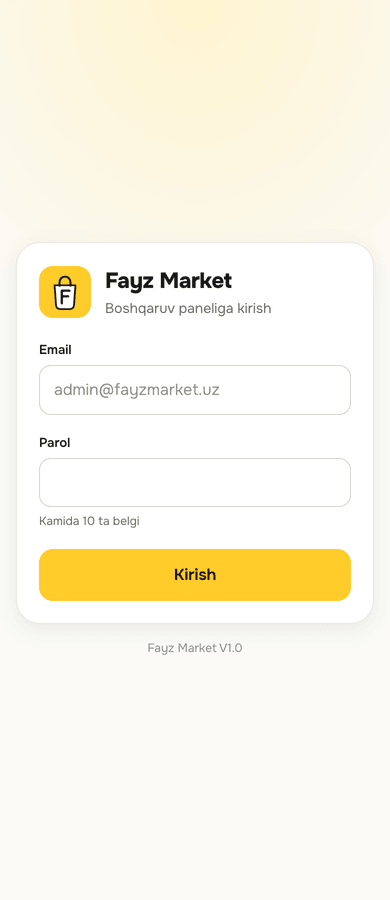 F
Fayz Market
Boshqaruv paneliga kirish
Email
admin@fayzmarket.uz
Parol
Kamida 10 ta belgi
Kirish
Fayz Market V1.0